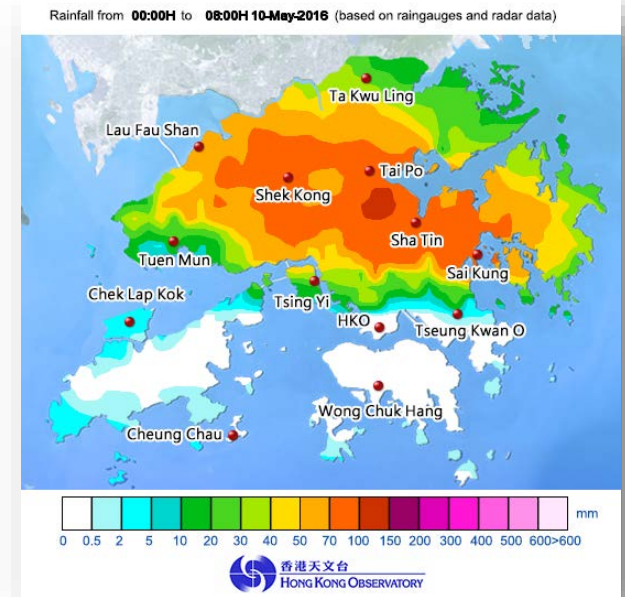 Rainfall from 00:00H to 08:00H 10-May-2016 (based on raingauges and radar data)
Ta Kwu Ling
Lau Fau Shan
Tai Po
Shek Kong
Sha Tin
Tuen Mun
Sai Kung
Chek Lap Kok
Tsing Yi
HKO
Tseung Kwan O
Wong Chuk Hang
Cheung Chau
mm
0 0.5 2 5 10 20 30 40 50 70 100 150 200 300 400 500 600>600
香港天文台
HONG KONG OBSERVATORY